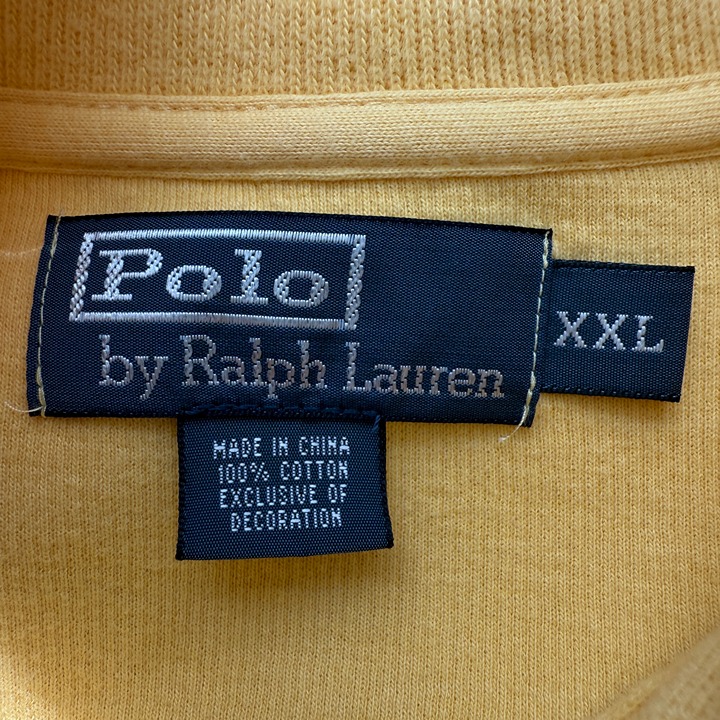 Polo
by Ralph Lauren
XXL
MADE IN CHINA
100% COTTON
EXCLUSIVE OF
DECORATION